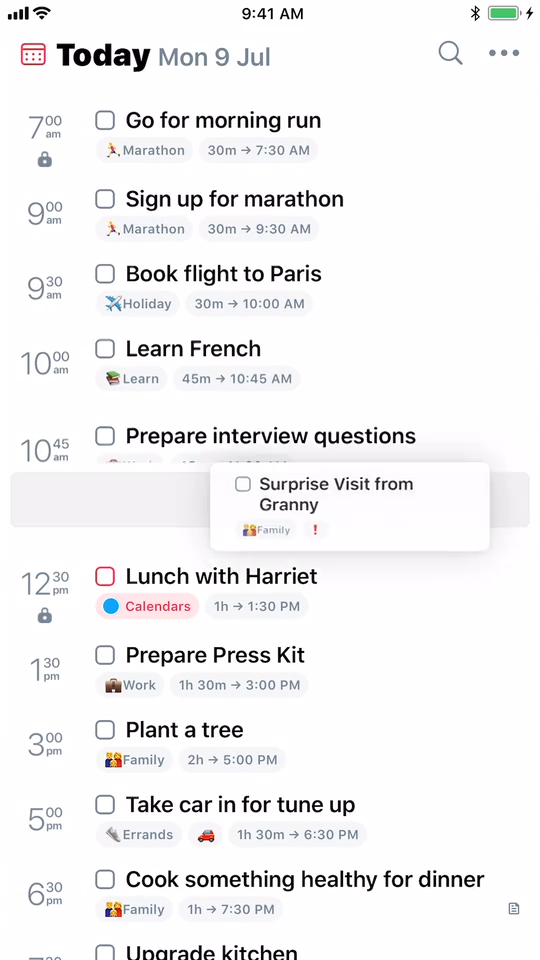 9:41 AM
Today Mon 9 Jul
7 00 am
Go for morning run
Marathon 30m → 7:30 AM
9 00 am
Sign up for marathon
Marathon 30m → 9:30 AM
9 30 am
Book flight to Paris
Holiday 30m → 10:00 AM
10 00 am
Learn French
Learn 45m → 10:45 AM
10 45 am
Prepare interview questions
Surprise Visit from
Granny
Family
12 30 pm
Lunch with Harriet
Calendars 1h → 1:30 PM
1 30 pm
Prepare Press Kit
Work 1h 30m → 3:00 PM
3 00 pm
Plant a tree
Family 2h → 5:00 PM
5 00 pm
Take car in for tune up
Errands 1h 30m → 6:30 PM
6 30 pm
Cook something healthy for dinner
Family 1h → 7:30 PM
Upgrade kitchen